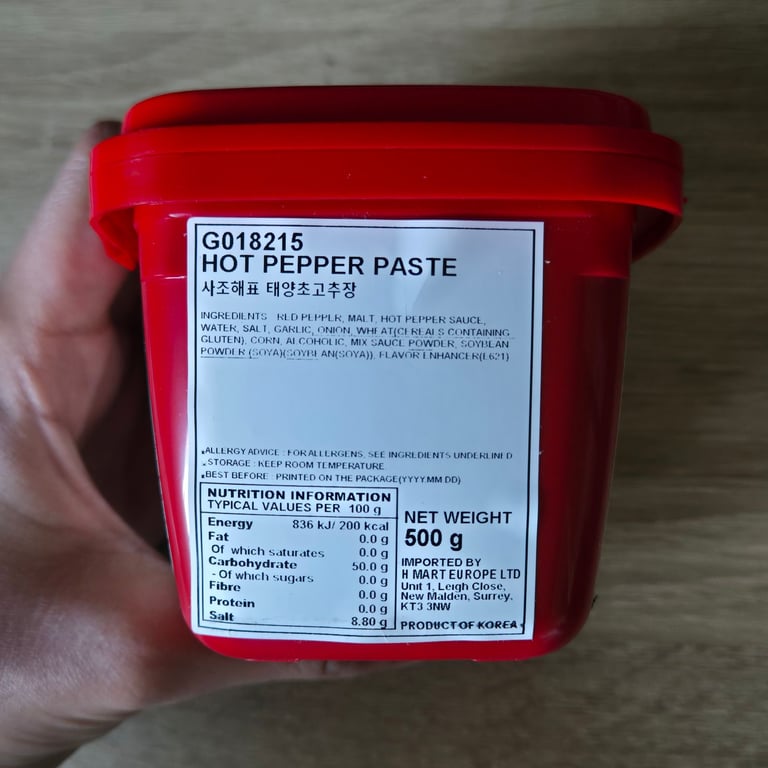 G018215
HOT PEPPER PASTE
사조해표 태양초고추장
INGREDIENTS RED PEPPER, MALT, HOT PEPPER SAUCE,
WATER, SALT, GARLIC, ONION, WHEAT(CEREALS CONTAINING
GLUTEN), CORN, ALCOHOLIC, MIX SAUCE POWDER, SOYBEAN
POWDER (SOYA)(SOYBEAN(SOYA)), FLAVOR ENHANCER(E621)
.ALLERGY ADVICE : FOR ALLERGENS, SEE INGREDIENTS UNDERLINED
.STORAGE : KEEP ROOM TEMPERATURE
.BEST BEFORE : PRINTED ON THE PACKAGE(YYYY MM DD)
NUTRITION INFORMATION
TYPICAL VALUES PER 100 g
Energy 836 kJ/ 200 kcal
Fat 0.0 g
Of which saturates 0.0 g
Carbohydrate 50.0 g
- Of which sugars 0.0 g
Fibre 0.0 g
Protein 0.0 g
Salt 8.80 g
NET WEIGHT
500 g
IMPORTED BY
H MART EUROPE LTD
Unit 1, Leigh Close,
New Malden, Surrey.
KT3 3NW
PRODUCT OF KOREA